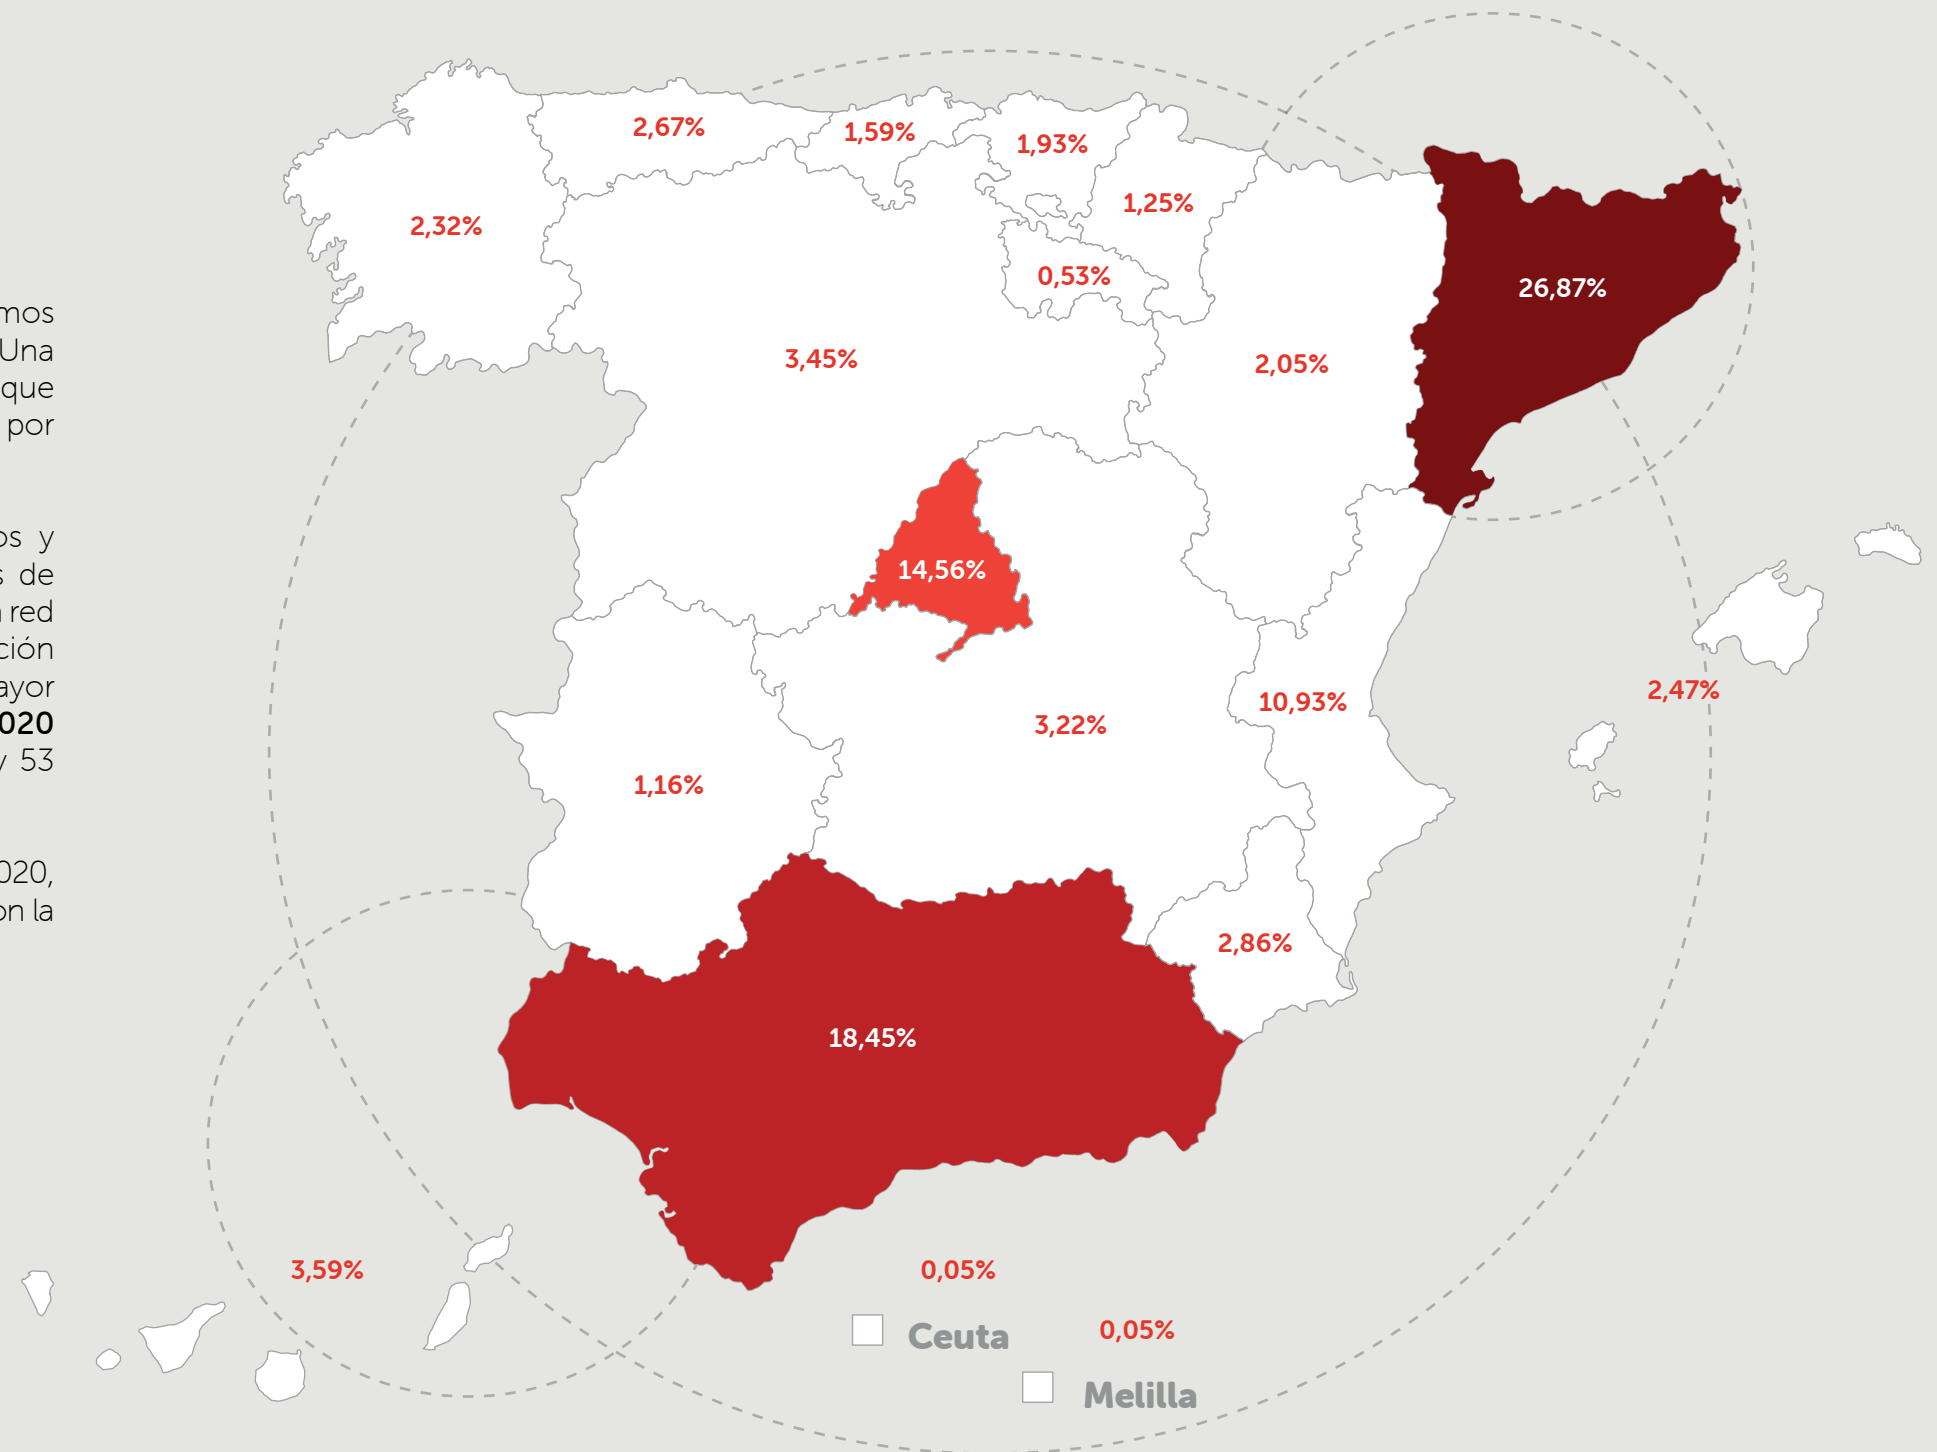 mos
Una
que
por
os y
s de
red
ción
ayor
020
y 53
020,
on la
2,67%
1,59%
1,93%
1,25%
2,32%
0,53%
26,87%
3,45%
2,05%
14,56%
2,47%
10,93%
3,22%
1,16%
2,86%
18,45%
3,59%
0,05%
Ceuta
0,05%
Melilla